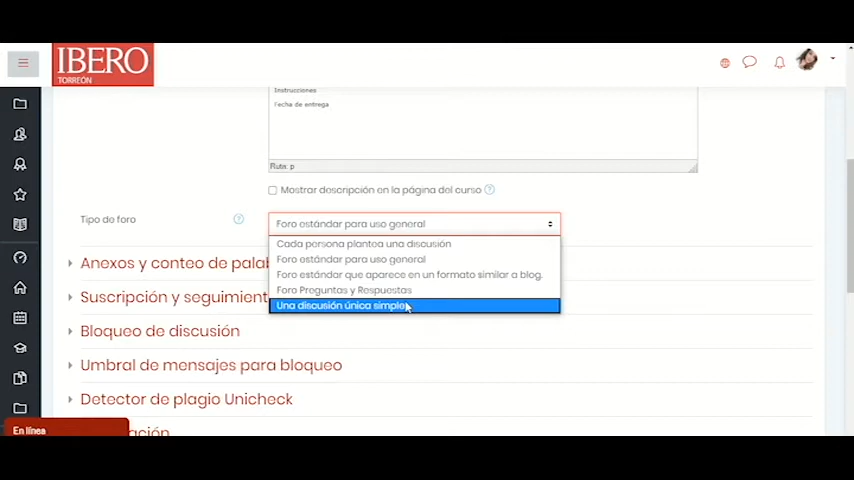 IBERO
TORREÓN
Instrucciones
Fecha de entrega
Ruta: p
Mostrar descripción en la página del curso
Tipo de foro
Foro estándar para uso general
Cada persona plantea una discusión
Foro estándar para uso general
Foro estándar que aparece en un formato similar a blog.
Foro Preguntas y Respuestas
Una discusión única simple
Anexos y conteo de palab
Suscripción y seguimient
Bloqueo de discusión
Umbral de mensajes para bloqueo
Detector de plagio Unicheck
ación
En línea